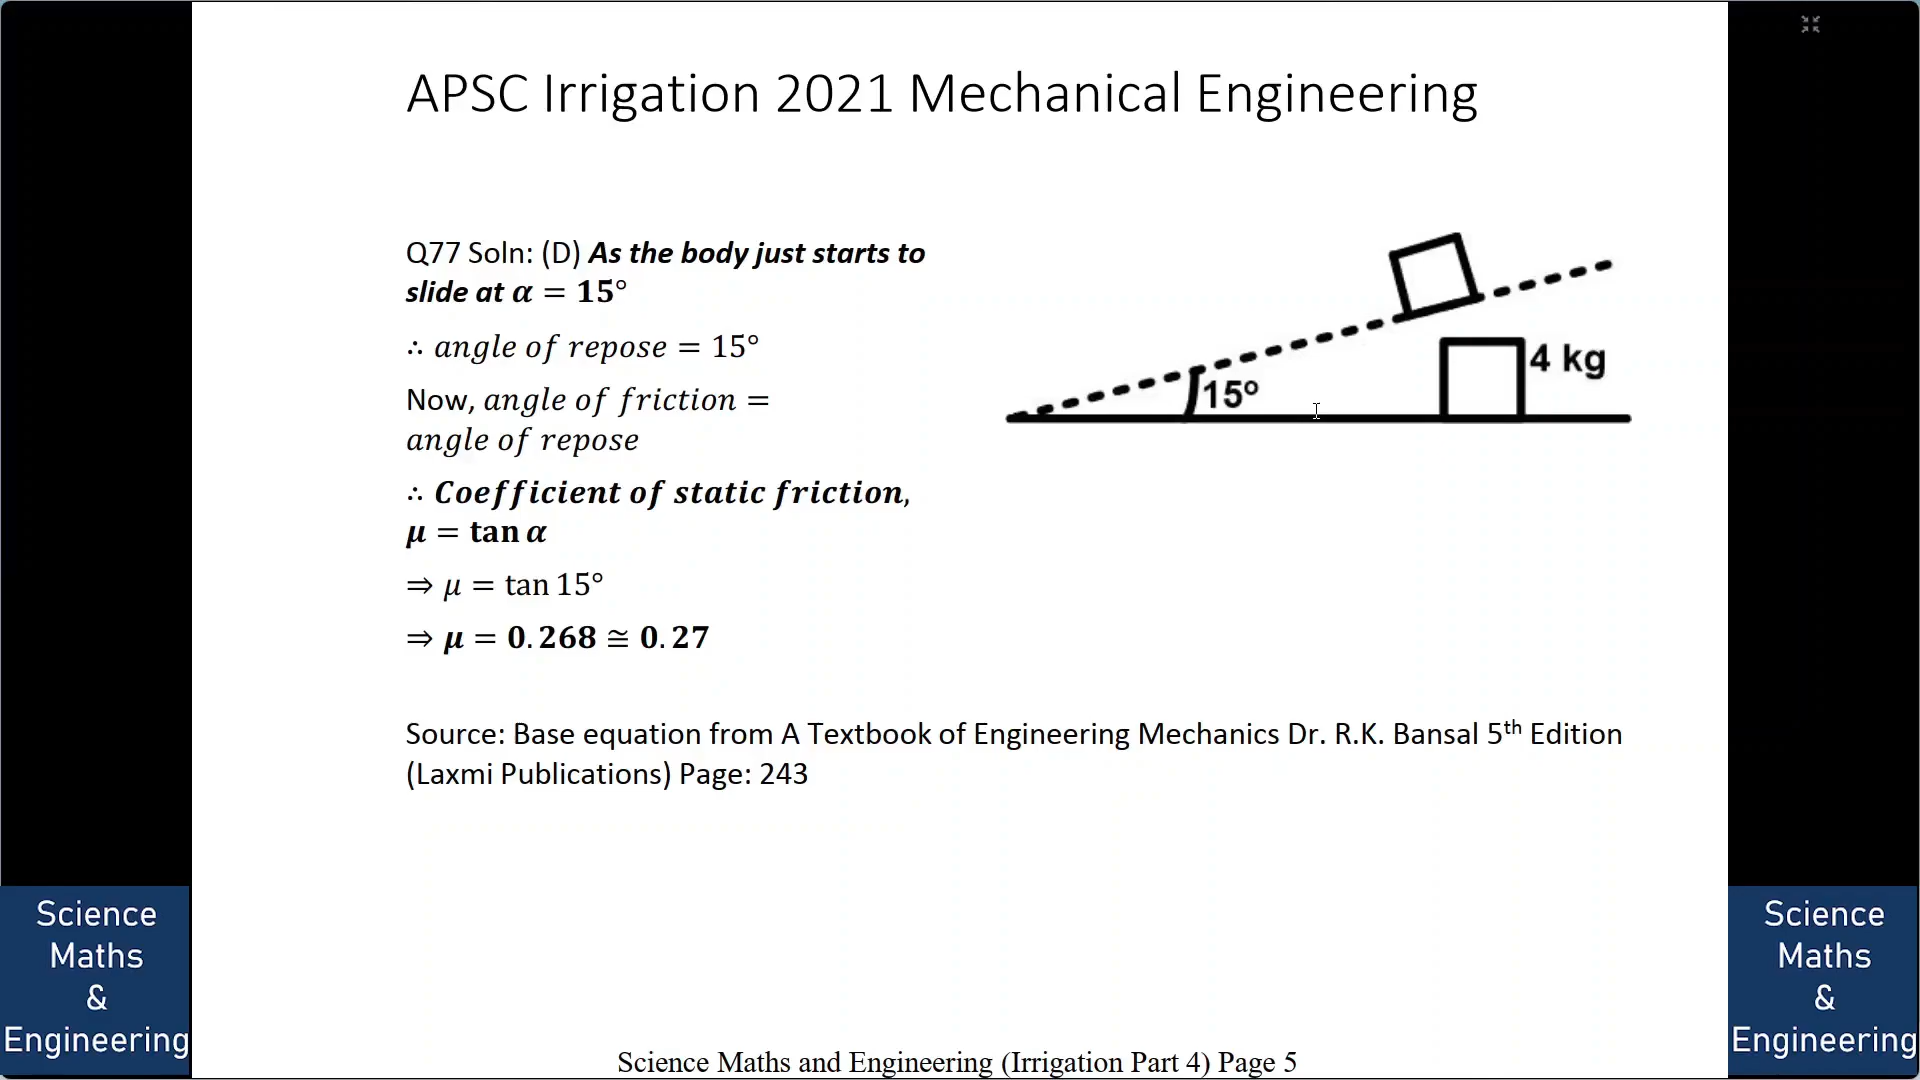 APSC Irrigation 2021 Mechanical Engineering
Q77 Soln: (D) As the body just starts to
slide at α = 15°
∴ angle of repose = 15°
Now, angle of friction =
angle of repose
∴ Coefficient of static friction,
μ = tan α
⇒ μ = tan 15°
⇒ μ = 0.268 ≅ 0.27
4 kg
15º
Source: Base equation from A Textbook of Engineering Mechanics Dr. R.K. Bansal 5th Edition
(Laxmi Publications) Page: 243
Science
Maths
&
Engineering
Science
Maths
&
Engineering
Science Maths and Engineering (Irrigation Part 4) Page 5